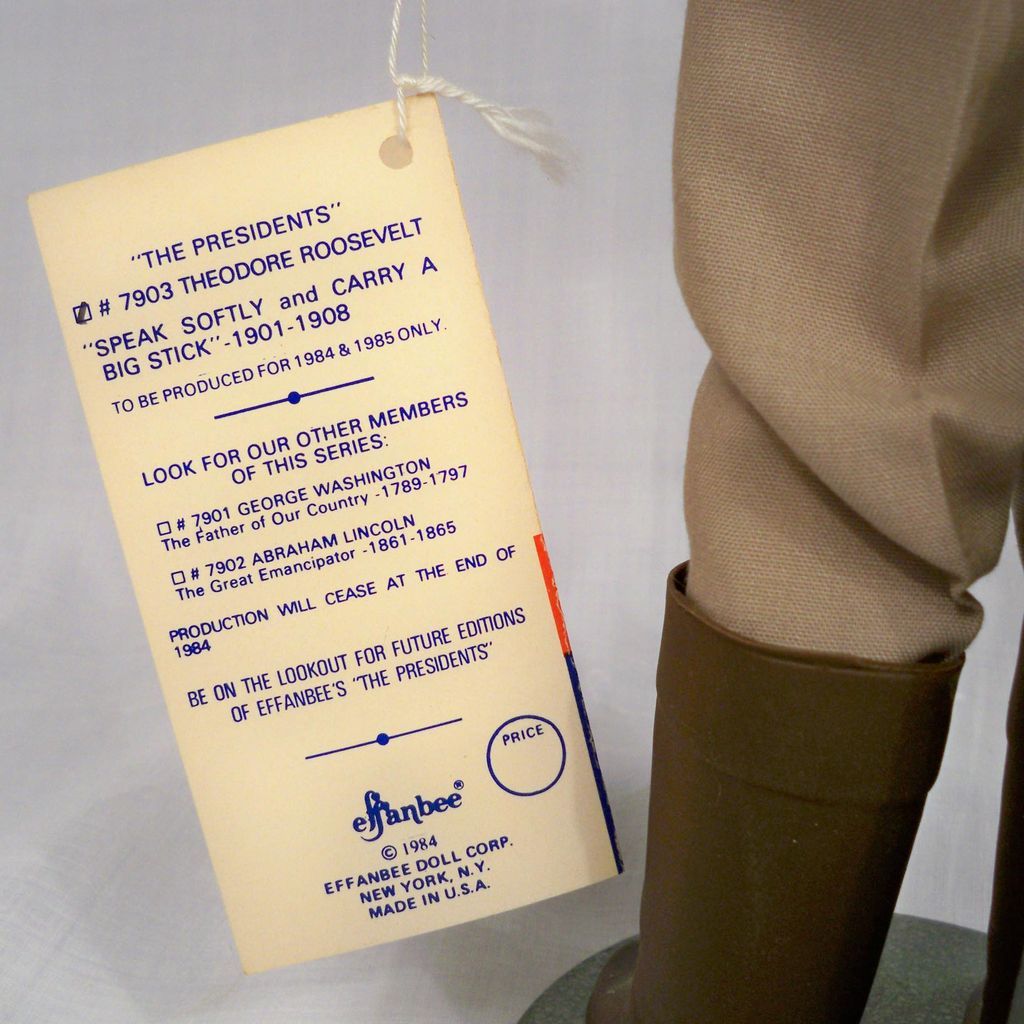 "THE PRESIDENTS"
# 7903 THEODORE ROOSEVELT
"SPEAK SOFTLY and CARRY A
BIG STICK"-1901-1908
TO BE PRODUCED FOR 1984 & 1985 ONLY.
LOOK FOR OUR OTHER MEMBERS
OF THIS SERIES:
# 7901 GEORGE WASHINGTON
The Father of Our Country -1789-1797
# 7902 ABRAHAM LINCOLN
The Great Emancipator -1861-1865
PRODUCTION WILL CEASE AT THE END OF
1984
BE ON THE LOOKOUT FOR FUTURE EDITIONS
OF EFFANBEE'S "THE PRESIDENTS"
PRICE
effanbee®
© 1984
EFFANBEE DOLL CORP.
NEW YORK, N.Y.
MADE IN U.S.A.